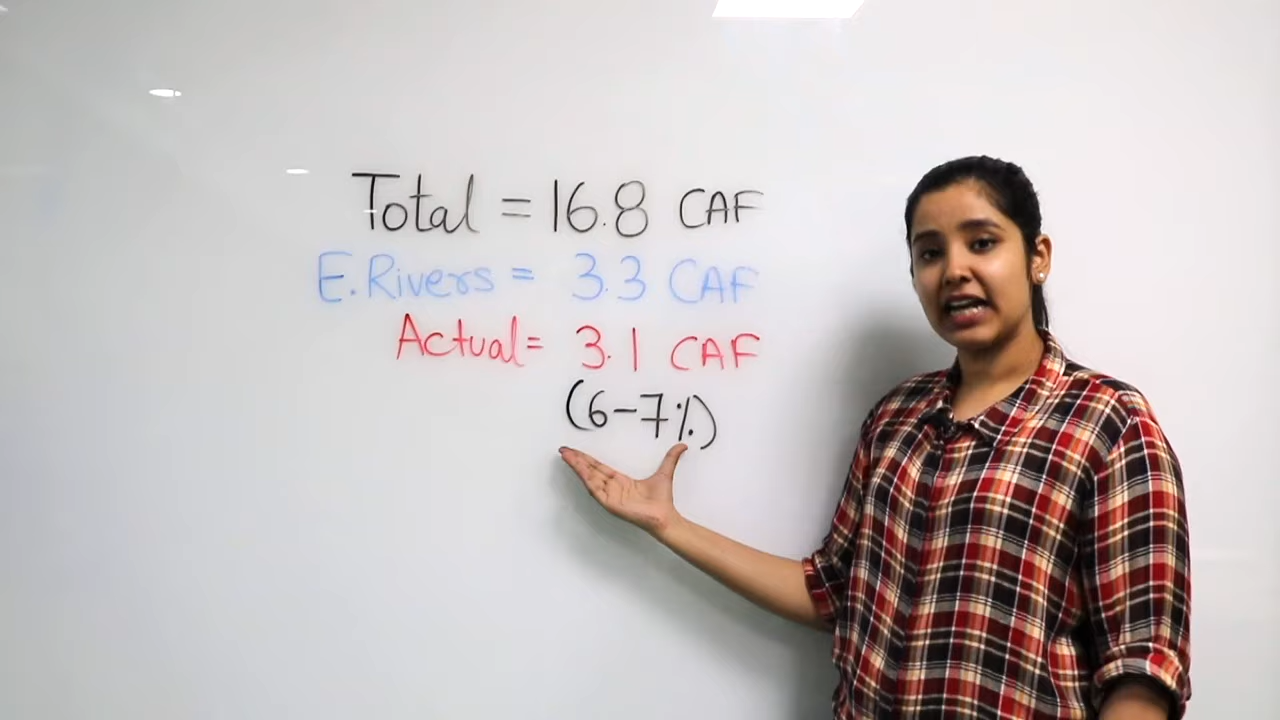 Total = 16.8 CAF
E. Rivers = 3.3 CAF
Actual = 3.1 CAF
(6-7%)